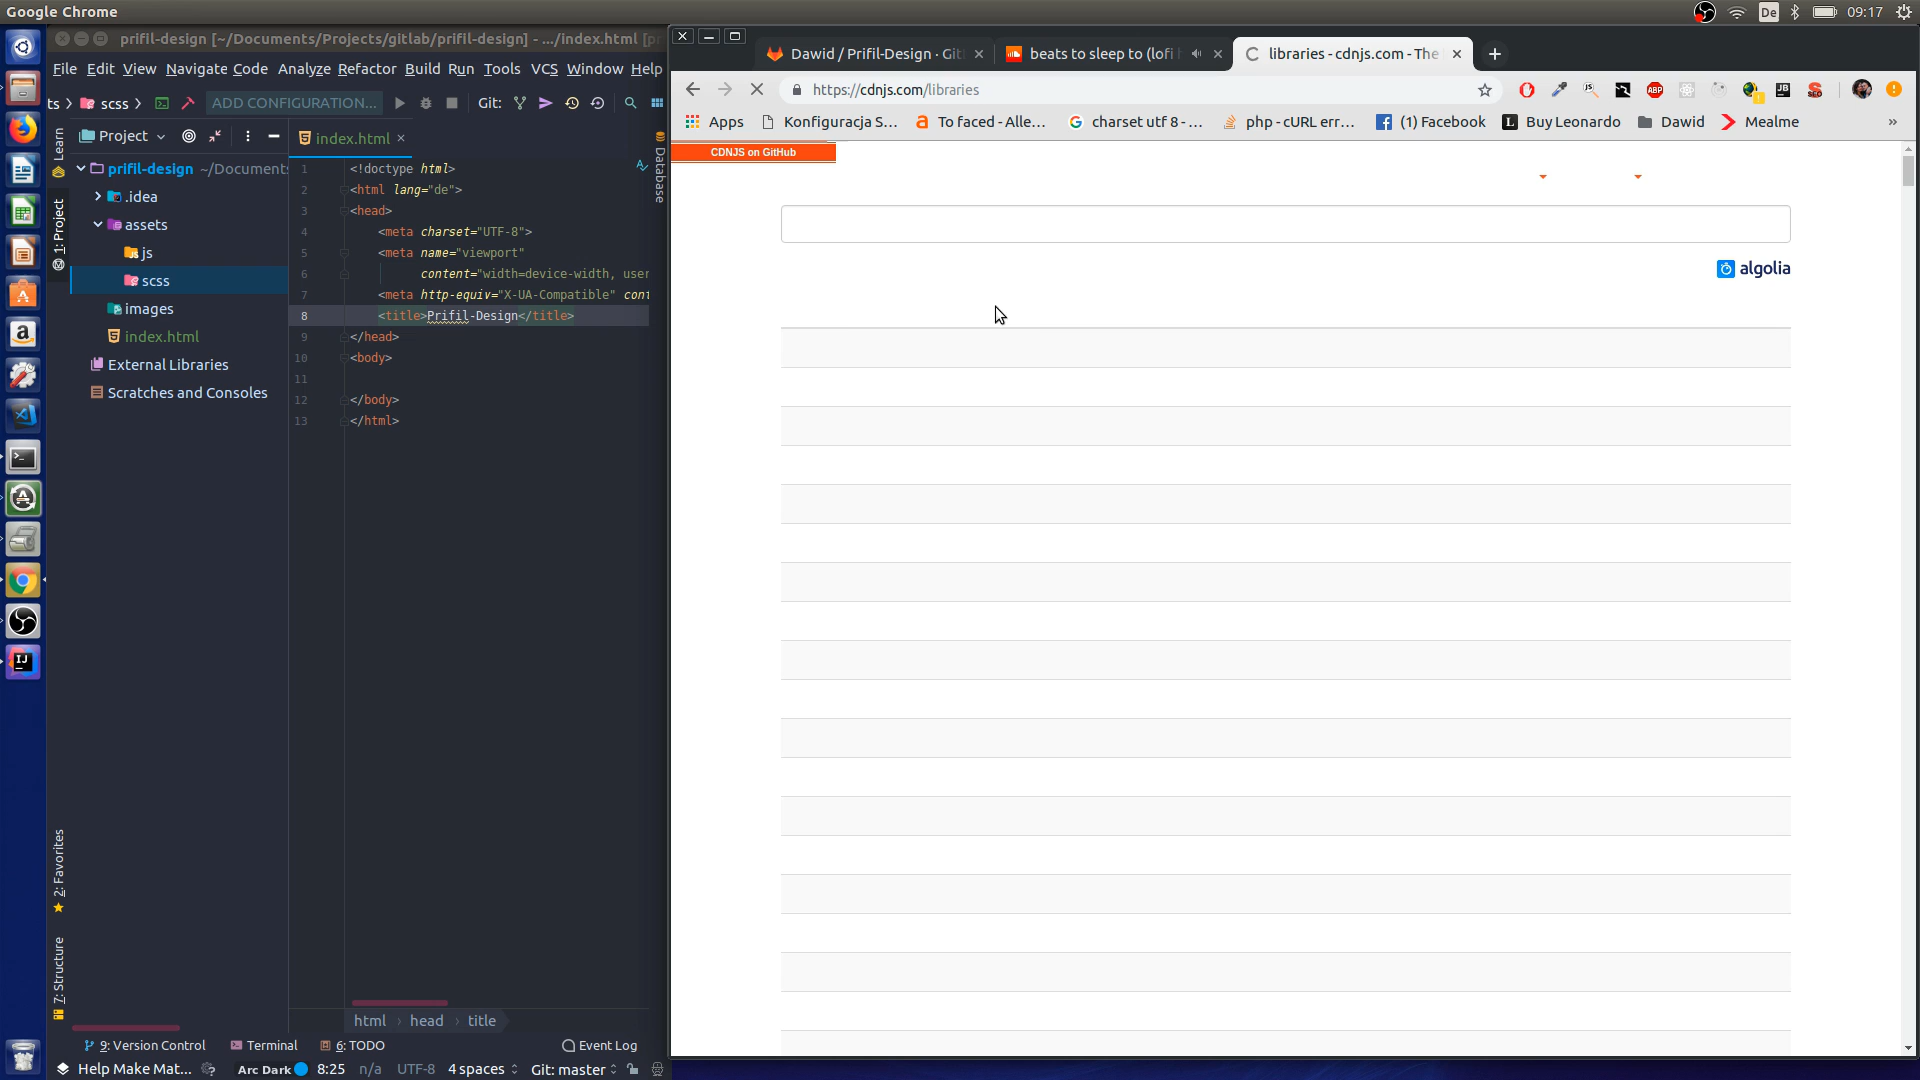 Google Chrome
De
09:17
prifil-design [~/Documents/Projects/gitlab/prifil-design] - .../index.html [
File Edit View Navigate Code Analyze Refactor Build Run Tools VCS Window Help
ts
scss
ADD CONFIGURATION...
Git:
Project
1: Project
Learn
prifil-design ~/Documents
.idea
assets
js
scss
images
index.html
External Libraries
Scratches and Consoles
index.html
Database
1 <!doctype html>
2 <html lang="de">
3 <head>
4 <meta charset="UTF-8">
5 <meta name="viewport"
6 content="width=device-width, user
7 <meta http-equiv="X-UA-Compatible" cont
8 <title>Prifil-Design</title>
9 </head>
10 <body>
11
12 </body>
13 </html>
2: Favorites
7: Structure
html head title
9: Version Control
Terminal
6: TODO
Event Log
Help Make Mat...
Arc Dark
8:25
n/a
UTF-8
4 spaces
Git: master
Dawid / Prifil-Design · Git
beats to sleep to (lofi
libraries - cdnjs.com - The
https://cdnjs.com/libraries
ABP
JB
SEO
Apps
Konfiguracja S...
To faced - Alle...
charset utf 8 - ...
php - cURL err...
(1) Facebook
Buy Leonardo
Dawid
Mealme
»
CDNJS on GitHub
algolia